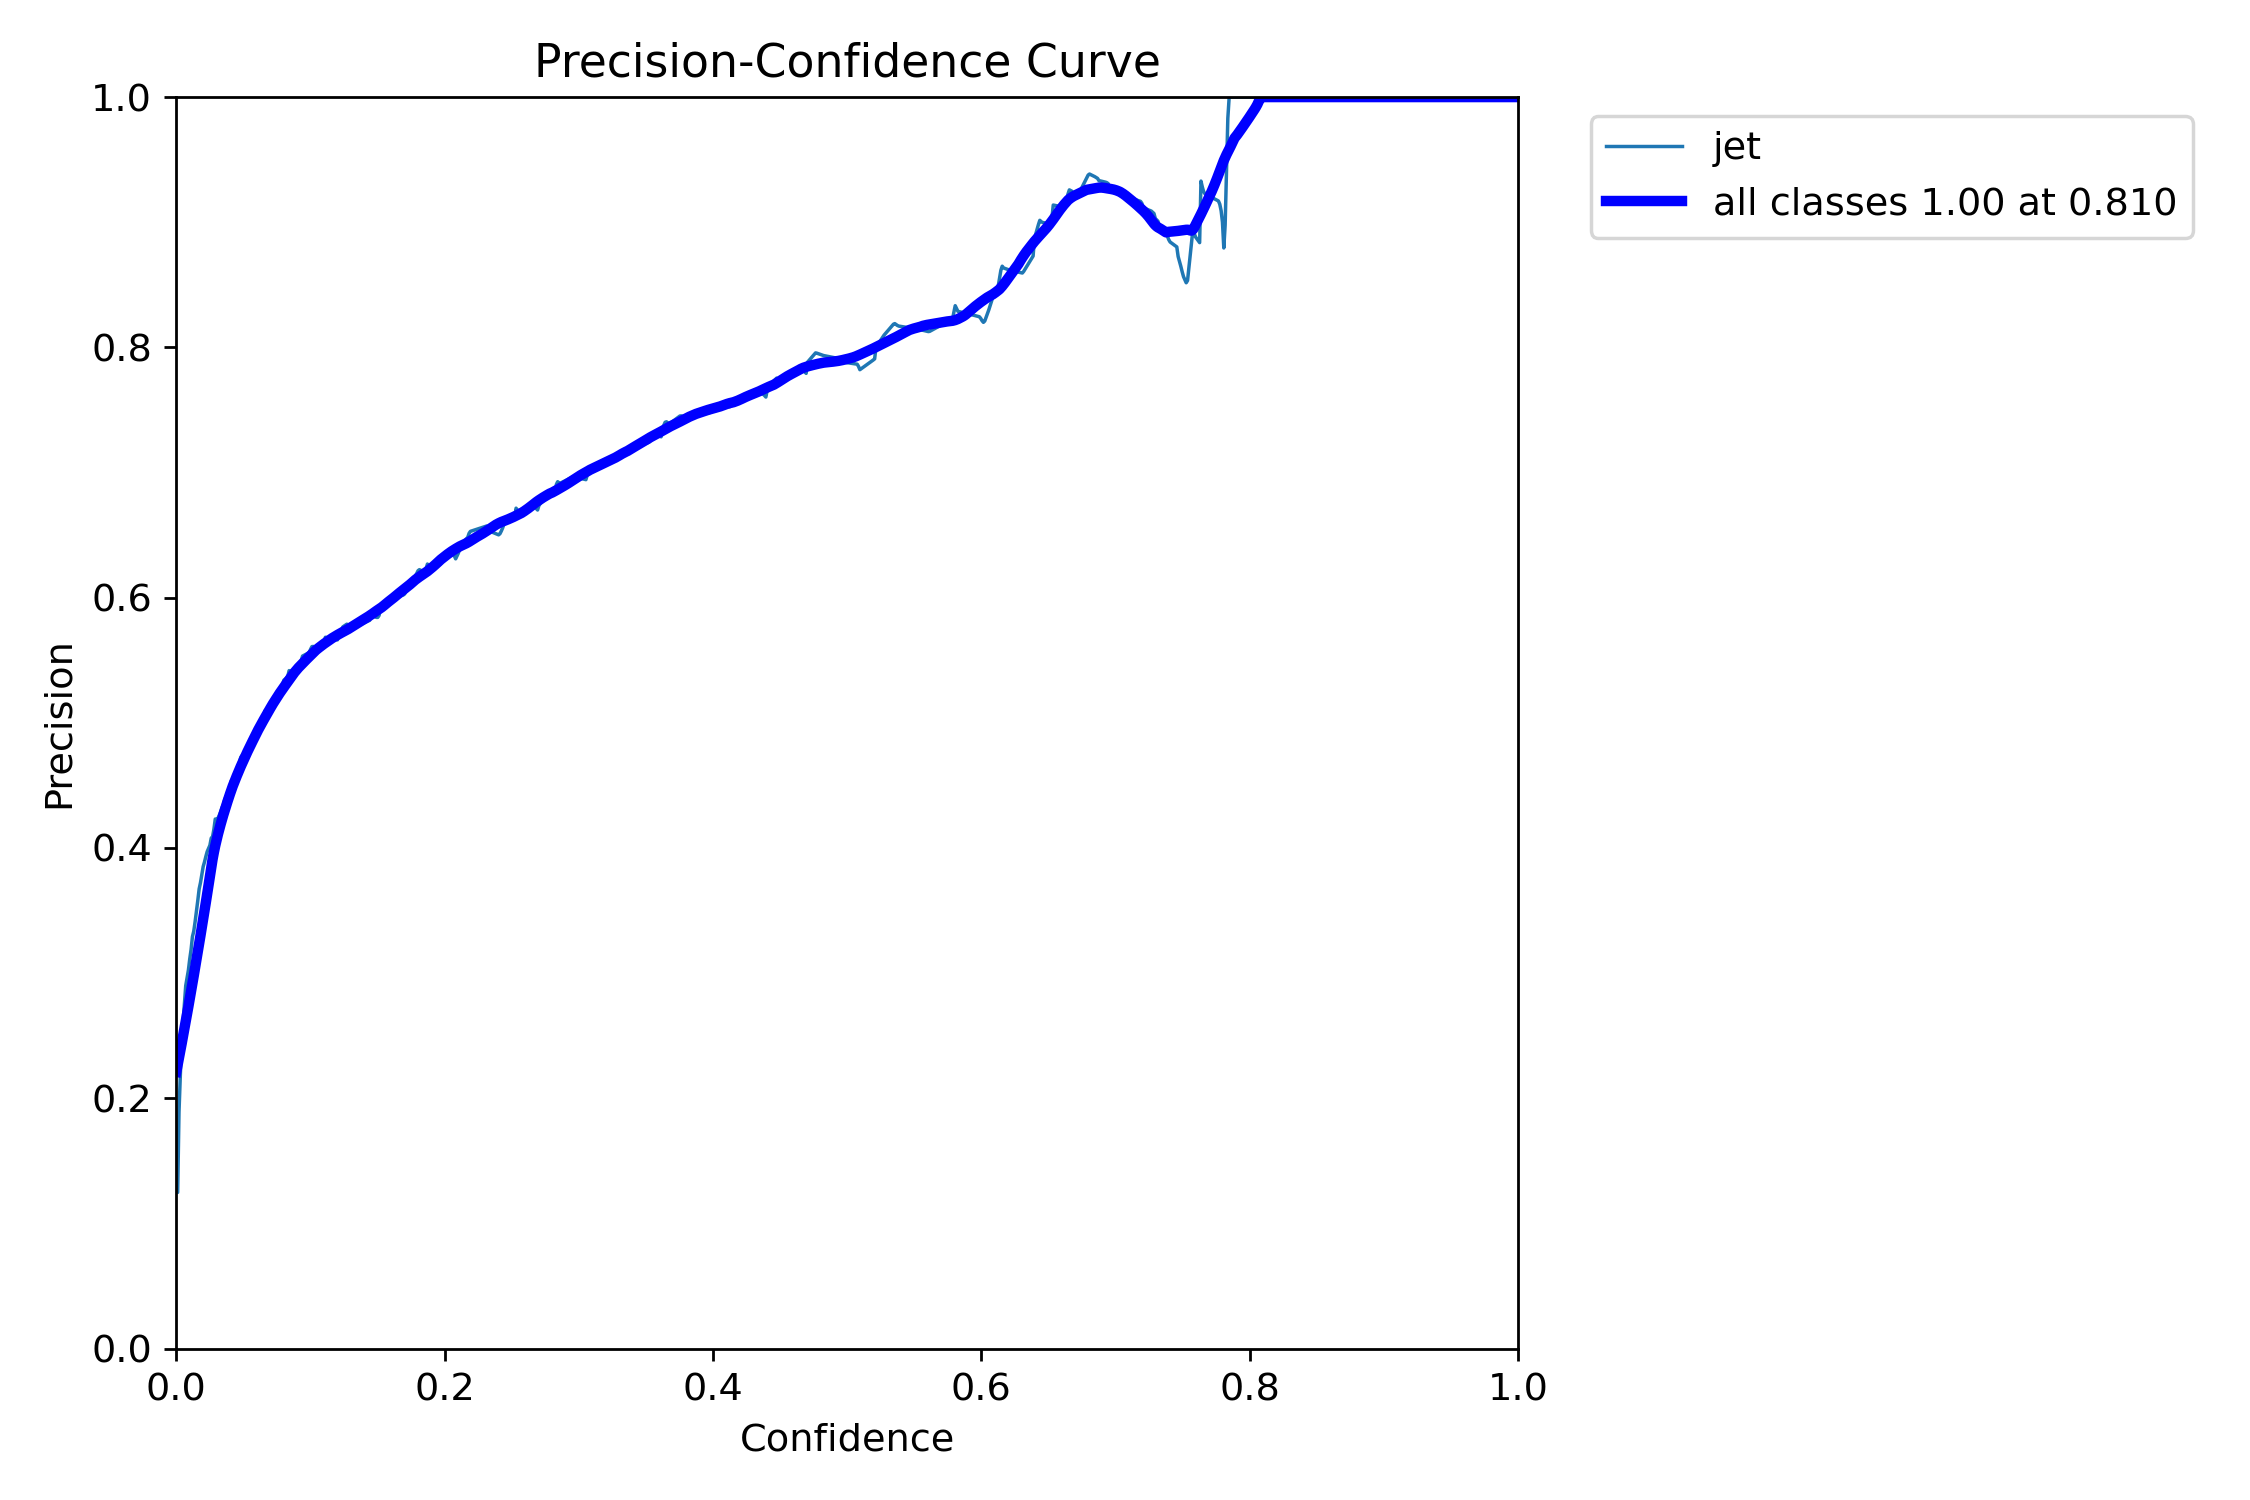 Precision-Confidence Curve
jet
all classes 1.00 at 0.810
1.0
0.8
0.6
0.4
0.2
0.0
Precision
0.0 0.2 0.4 0.6 0.8 1.0
Confidence